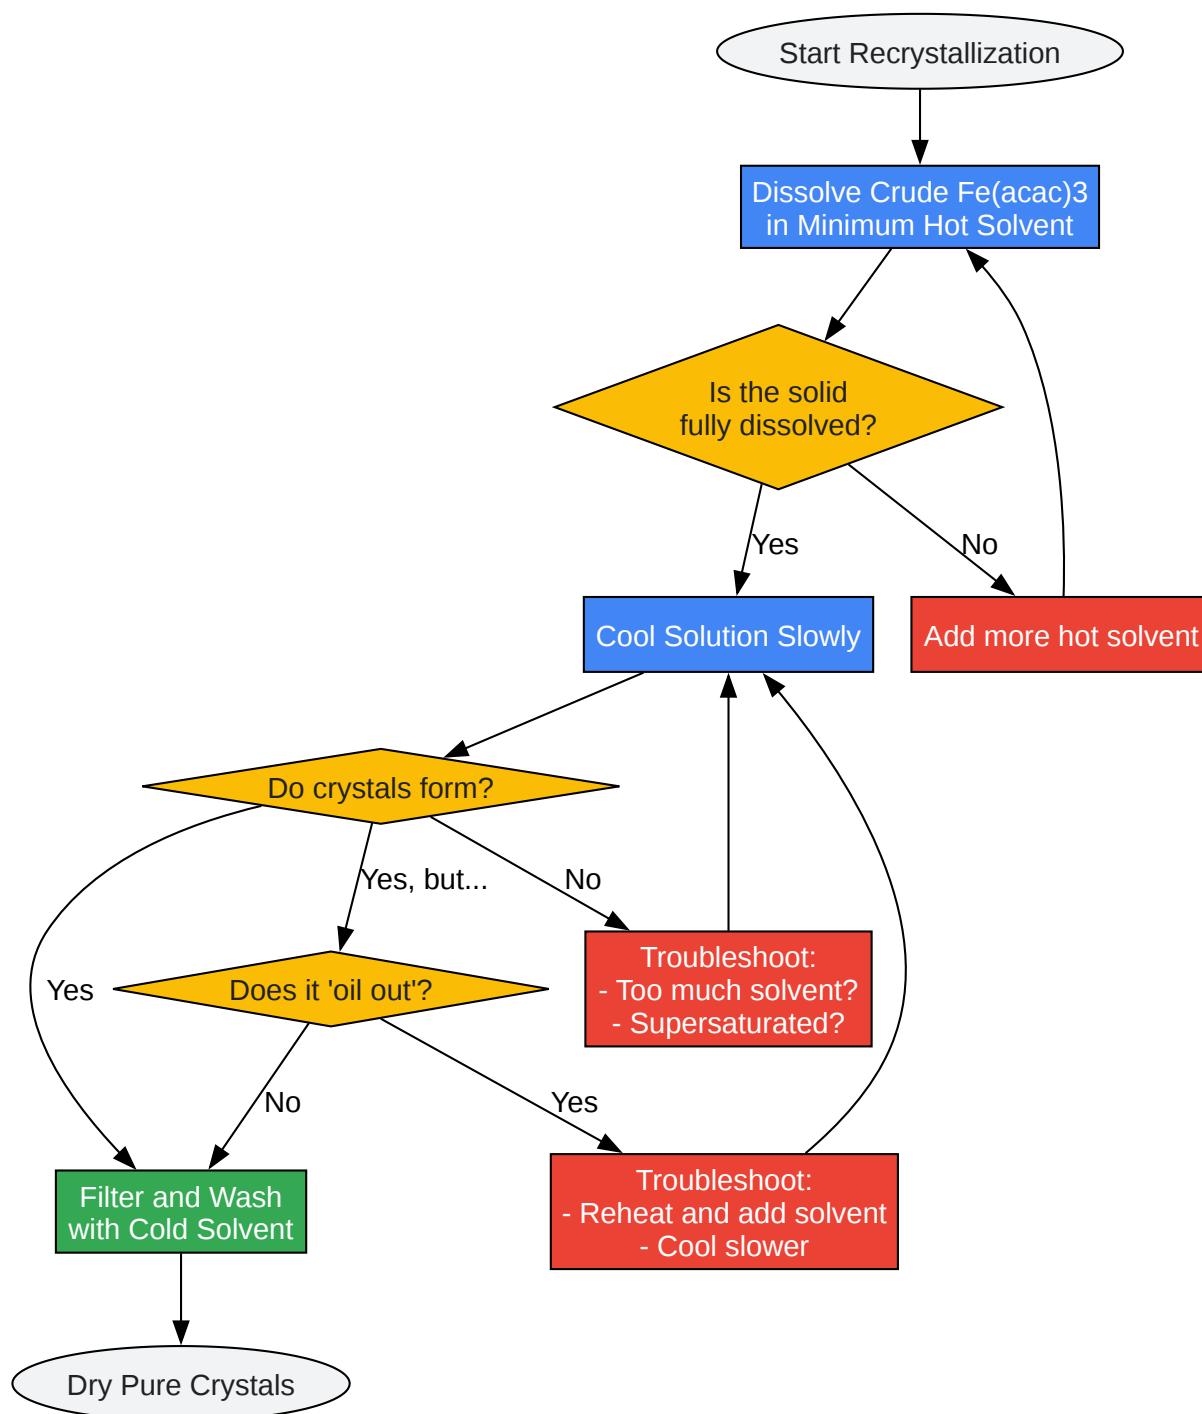 Start Recrystallization
Dissolve Crude Fe(acac)3
in Minimum Hot Solvent
Is the solid
fully dissolved?
Yes
No
Cool Solution Slowly
Add more hot solvent
Do crystals form?
Yes, but...
No
Troubleshoot:
- Too much solvent?
- Supersaturated?
Yes
Does it 'oil out'?
No
Yes
Troubleshoot:
- Reheat and add solvent
- Cool slower
Filter and Wash
with Cold Solvent
Dry Pure Crystals